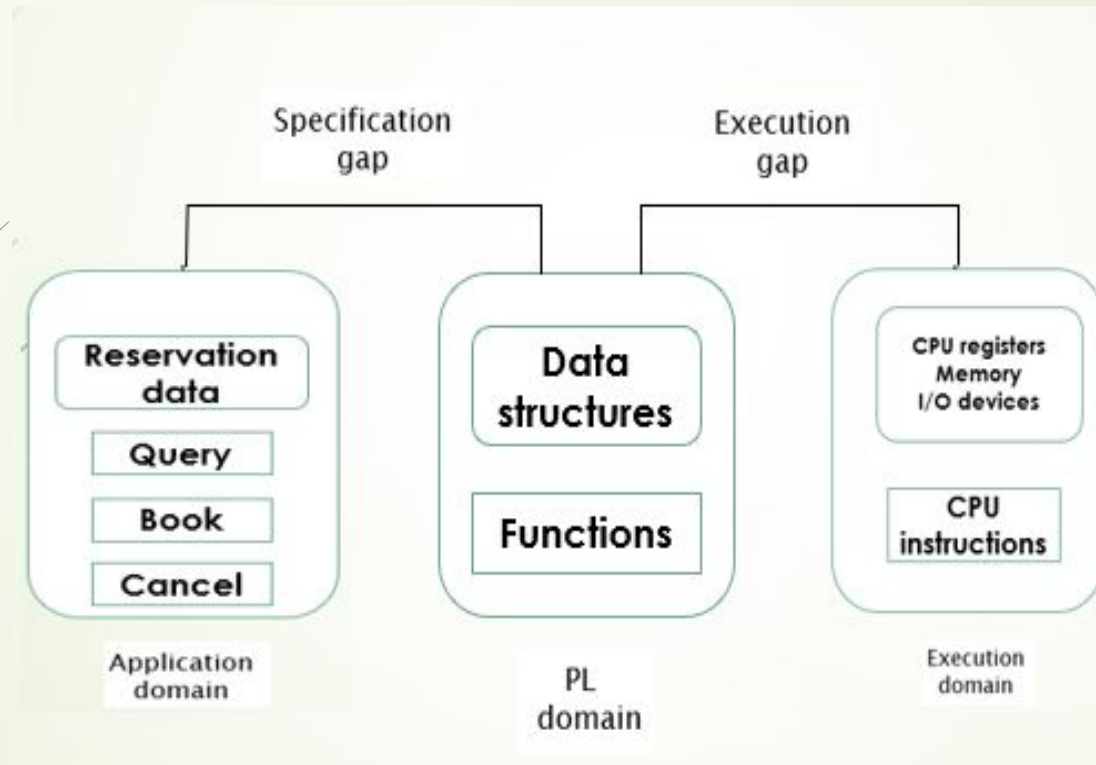 Specification
gap
Execution
gap
Reservation
data
Query
Book
Cancel
Application
domain
Data
structures
Functions
PL
domain
CPU registers
Memory
I/O devices
CPU
instructions
Execution
domain